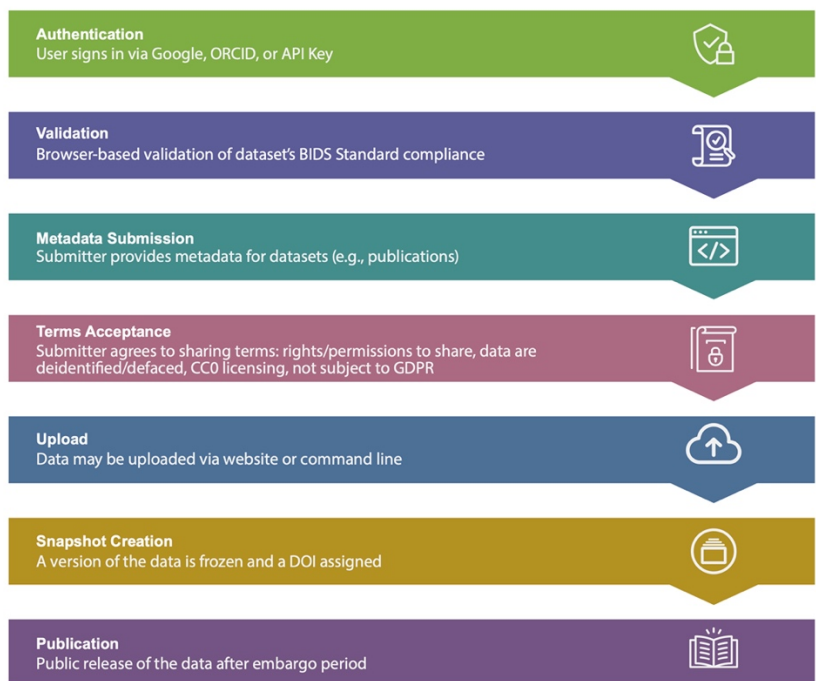 Authentication
User signs in via Google, ORCID, or API Key
Validation
Browser-based validation of dataset's BIDS Standard compliance
Metadata Submission
Submitter provides metadata for datasets (e.g., publications)
</>
Terms Acceptance
Submitter agrees to sharing terms: rights/permissions to share, data are
deidentified/defaced, CC0 licensing, not subject to GDPR
Upload
Data may be uploaded via website or command line
Snapshot Creation
A version of the data is frozen and a DOI assigned
Publication
Public release of the data after embargo period